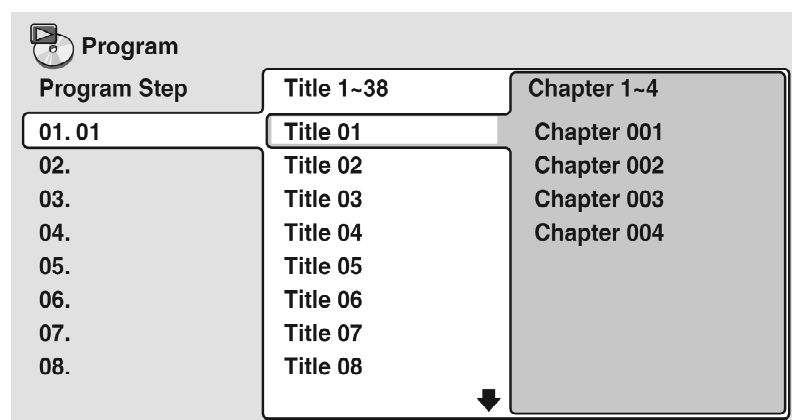 Program
Program Step Title 1~38 Chapter 1~4
01. 01 Title 01 Chapter 001
02. Title 02 Chapter 002
03. Title 03 Chapter 003
04. Title 04 Chapter 004
05. Title 05
06. Title 06
07. Title 07
08. Title 08